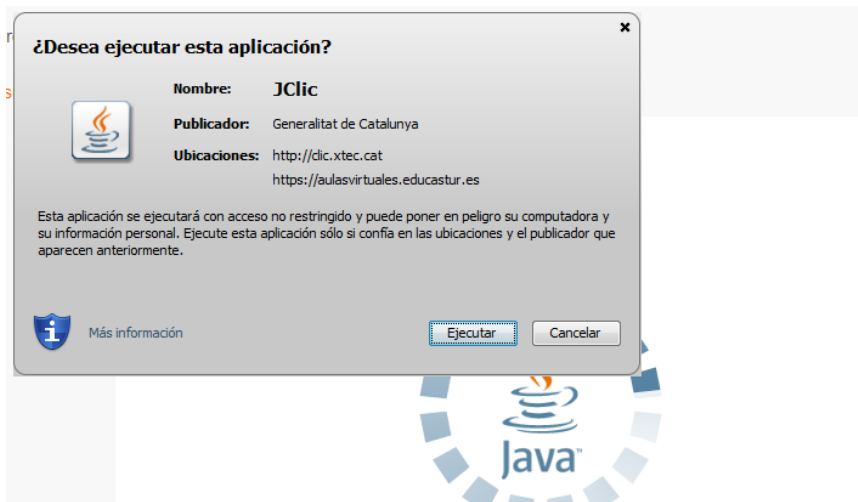 ¿Desea ejecutar esta aplicación?
Nombre: JClic
Publicador: Generalitat de Catalunya
Ubicaciones: http://clic.xtec.cat
https://aulasvirtuales.educastur.es
Esta aplicación se ejecutará con acceso no restringido y puede poner en peligro su computadora y
su información personal. Ejecute esta aplicación sólo si confía en las ubicaciones y el publicador que
aparecen anteriormente.
Más información
Ejecutar Cancelar
Java™